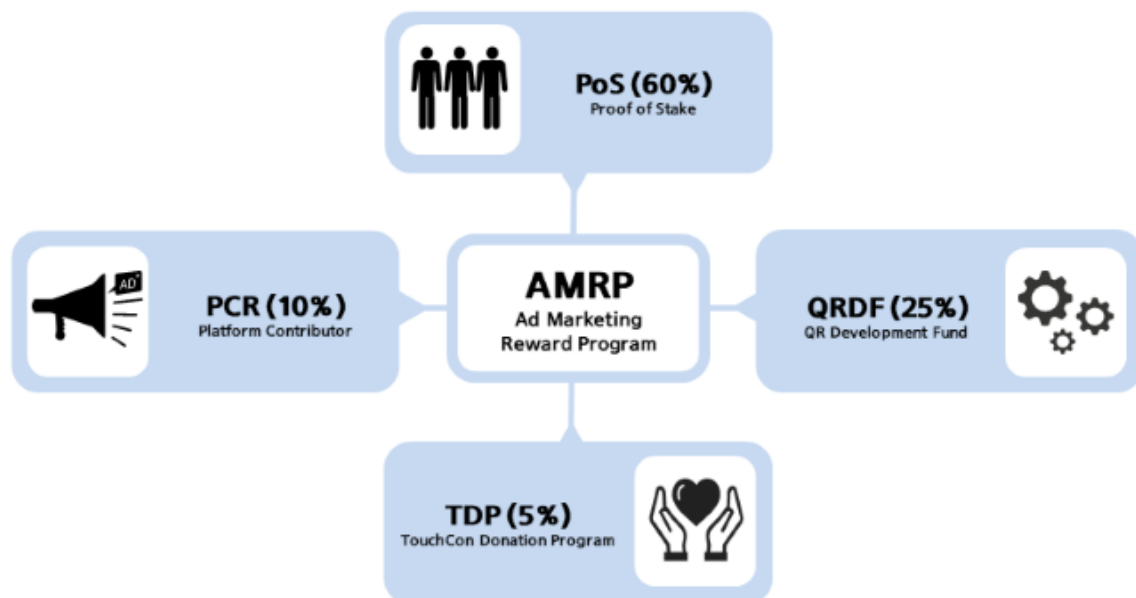 PoS (60%)
Proof of Stake
AD
PCR (10%)
Platform Contributor
AMRP
Ad Marketing
Reward Program
QRDF (25%)
QR Development Fund
TDP (5%)
TouchCon Donation Program